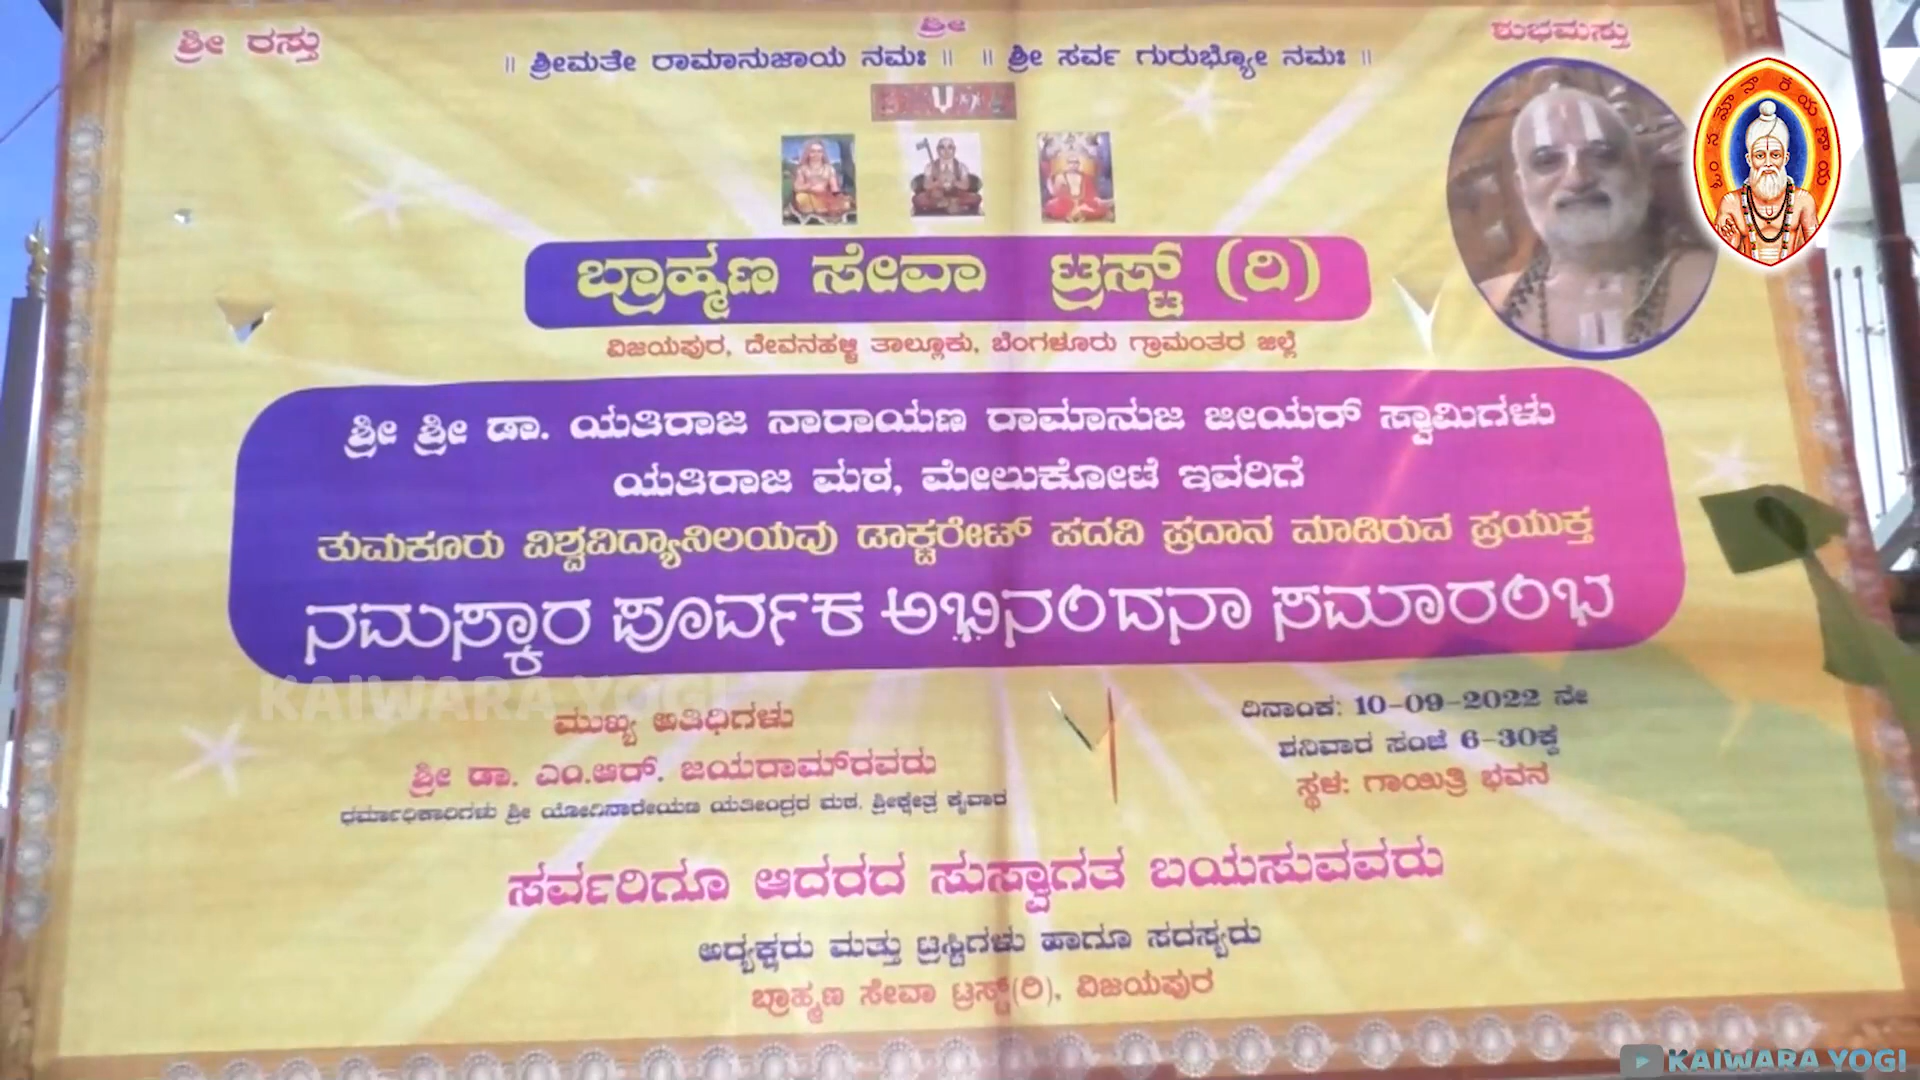 ಶ್ರೀ
ಶ್ರೀ ರಸ್ತು
ಶುಭಮಸ್ತು
॥ ಶ್ರೀಮತೇ ರಾಮಾನುಜಾಯ ನಮಃ ॥ ॥ ಶ್ರೀ ಸರ್ವ ಗುರುಭ್ಯೋ ನಮಃ ॥
ಓಂ ನಮೋ ನಾರೇಯಣಾಯ
ಬ್ರಾಹ್ಮಣ ಸೇವಾ ಟ್ರಸ್ಟ್ (ರಿ)
ವಿಜಯಪುರ, ದೇವನಹಳ್ಳಿ ತಾಲ್ಲೂಕು, ಬೆಂಗಳೂರು ಗ್ರಾಮಂತರ ಜಿಲ್ಲೆ
ಶ್ರೀ ಶ್ರೀ ಡಾ. ಯತಿರಾಜ ನಾರಾಯಣ ರಾಮಾನುಜ ಜೀಯರ್ ಸ್ವಾಮಿಗಳು
ಯತಿರಾಜ ಮಠ, ಮೇಲುಕೋಟೆ ಇವರಿಗೆ
ತುಮಕೂರು ವಿಶ್ವವಿದ್ಯಾನಿಲಯವು ಡಾಕ್ಟರೇಟ್ ಪದವಿ ಪ್ರದಾನ ಮಾಡಿರುವ ಪ್ರಯುಕ್ತ
ನಮಸ್ಕಾರ ಪೂರ್ವಕ ಅಭಿನಂದನಾ ಸಮಾರಂಭ
KAIWARA YOGI
ಮುಖ್ಯ ಅತಿಥಿಗಳು
ಶ್ರೀ ಡಾ. ಎಂ.ಆರ್. ಜಯರಾಮ್‌ರವರು
ಧರ್ಮಾಧಿಕಾರಿಗಳು ಶ್ರೀ ಯೋಗಿನಾರೇಯಣ ಯತೀಂದ್ರರ ಮಠ, ಶ್ರೀಕ್ಷೇತ್ರ ಕೈವಾರ
ದಿನಾಂಕ: 10-09-2022 ನೇ
ಶನಿವಾರ ಸಂಜೆ 6-30ಕ್ಕೆ
ಸ್ಥಳ: ಗಾಯಿತ್ರಿ ಭವನ
ಸರ್ವರಿಗೂ ಆದರದ ಸುಸ್ವಾಗತ ಬಯಸುವವರು
ಅಧ್ಯಕ್ಷರು ಮತ್ತು ಟ್ರಸ್ಟಿಗಳು ಹಾಗೂ ಸದಸ್ಯರು
ಬ್ರಾಹ್ಮಣ ಸೇವಾ ಟ್ರಸ್ಟ್(ರಿ), ವಿಜಯಪುರ
KAIWARA YOGI